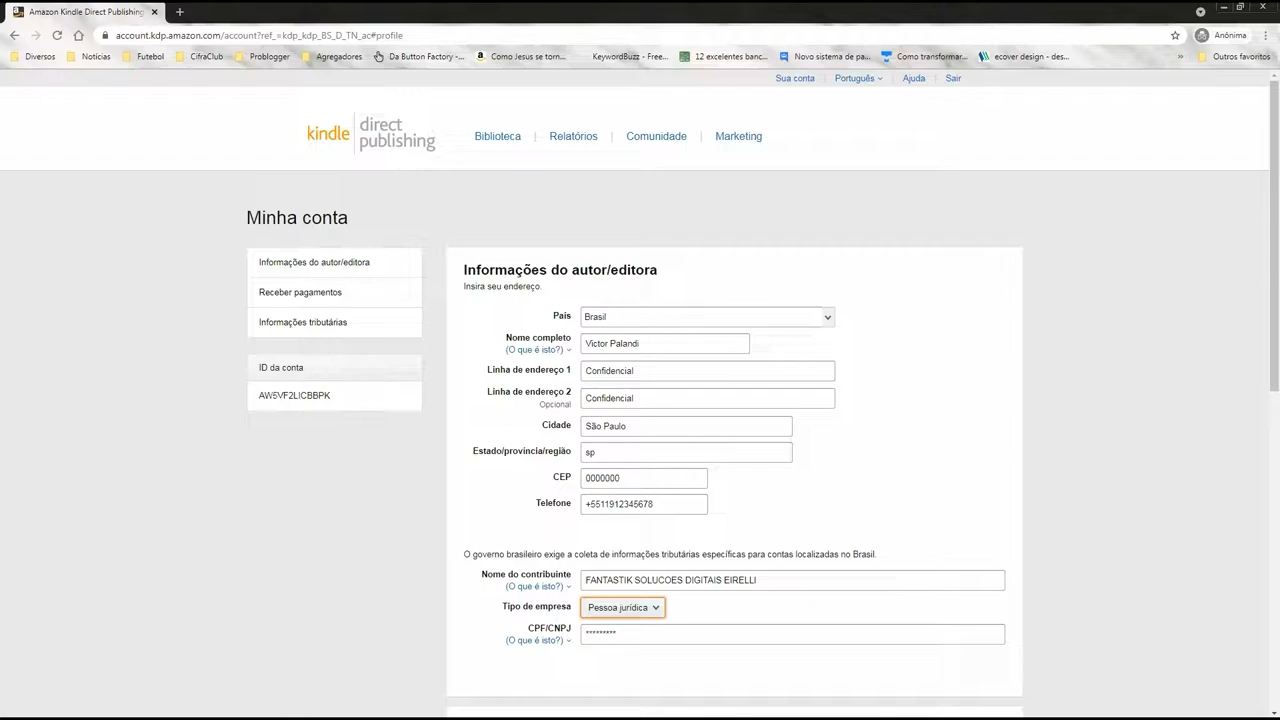 Amazon Kindle Direct Publishing
account.kdp.amazon.com/account?ref_=kdp_kdp_BS_D_TN_ac#profile
Anônima
Diversos
Notícias
Futebol
CifraClub
Problogger
Agregadores
Da Button Factory -...
Como Jesus se torn...
KeywordBuzz - Free...
12 excelentes banc...
Novo sistema de pa...
Como transformar...
ecover design - des...
»
Outros favoritos
Sua conta
Português
Ajuda
Sair
kindle direct publishing
Biblioteca
Relatórios
Comunidade
Marketing
Minha conta
Informações do autor/editora
Receber pagamentos
Informações tributárias
ID da conta
AW5VF2LICBBPK
Informações do autor/editora
Insira seu endereço.
País Brasil
Nome completo Victor Palandi
(O que é isto?)
Linha de endereço 1 Confidencial
Linha de endereço 2 Confidencial
Opcional
Cidade São Paulo
Estado/província/região sp
CEP 0000000
Telefone +5511912345678
O governo brasileiro exige a coleta de informações tributárias específicas para contas localizadas no Brasil.
Nome do contribuinte FANTASTIK SOLUCOES DIGITAIS EIRELLI
(O que é isto?)
Tipo de empresa Pessoa jurídica
CPF/CNPJ *********
(O que é isto?)